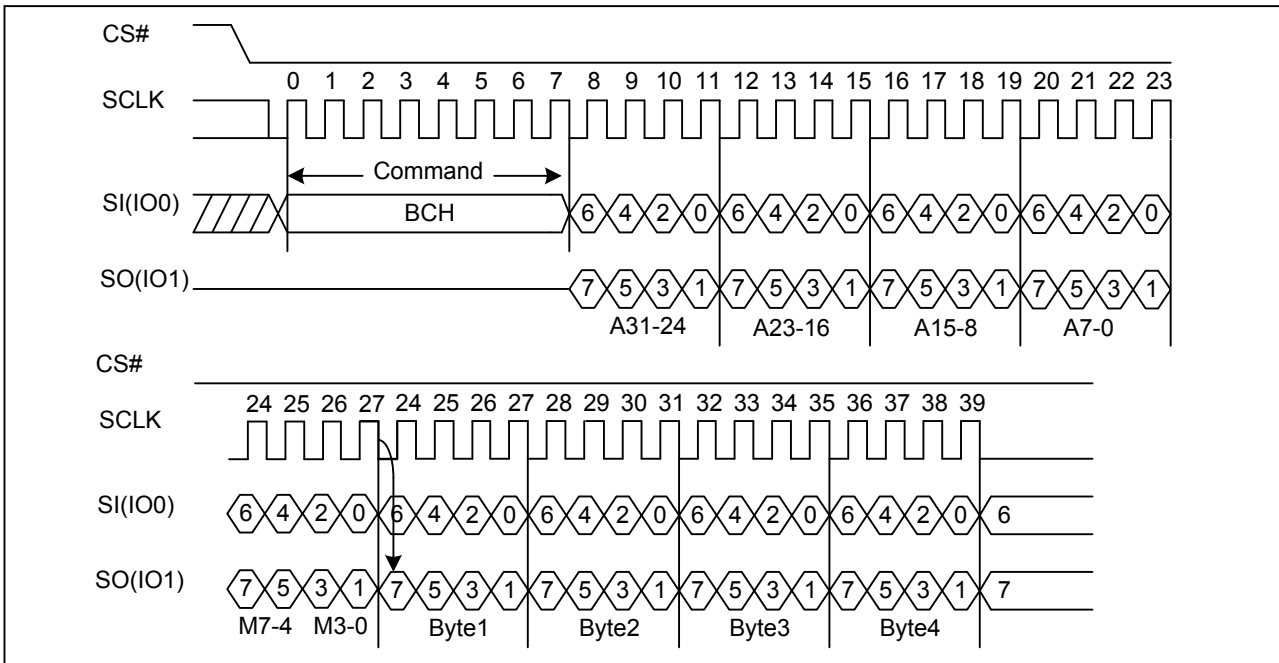 CS#
0 1 2 3 4 5 6 7 8 9 10 11 12 13 14 15 16 17 18 19 20 21 22 23
SCLK
Command
SI(IO0) BCH 6 4 2 0 6 4 2 0 6 4 2 0 6 4 2 0
SO(IO1) 7 5 3 1 7 5 3 1 7 5 3 1 7 5 3 1
A31-24 A23-16 A15-8 A7-0
CS#
24 25 26 27 24 25 26 27 28 29 30 31 32 33 34 35 36 37 38 39
SCLK
SI(IO0) 6 4 2 0 6 4 2 0 6 4 2 0 6 4 2 0 6 4 2 0 6
SO(IO1) 7 5 3 1 7 5 3 1 7 5 3 1 7 5 3 1 7 5 3 1 7
M7-4 M3-0 Byte1 Byte2 Byte3 Byte4